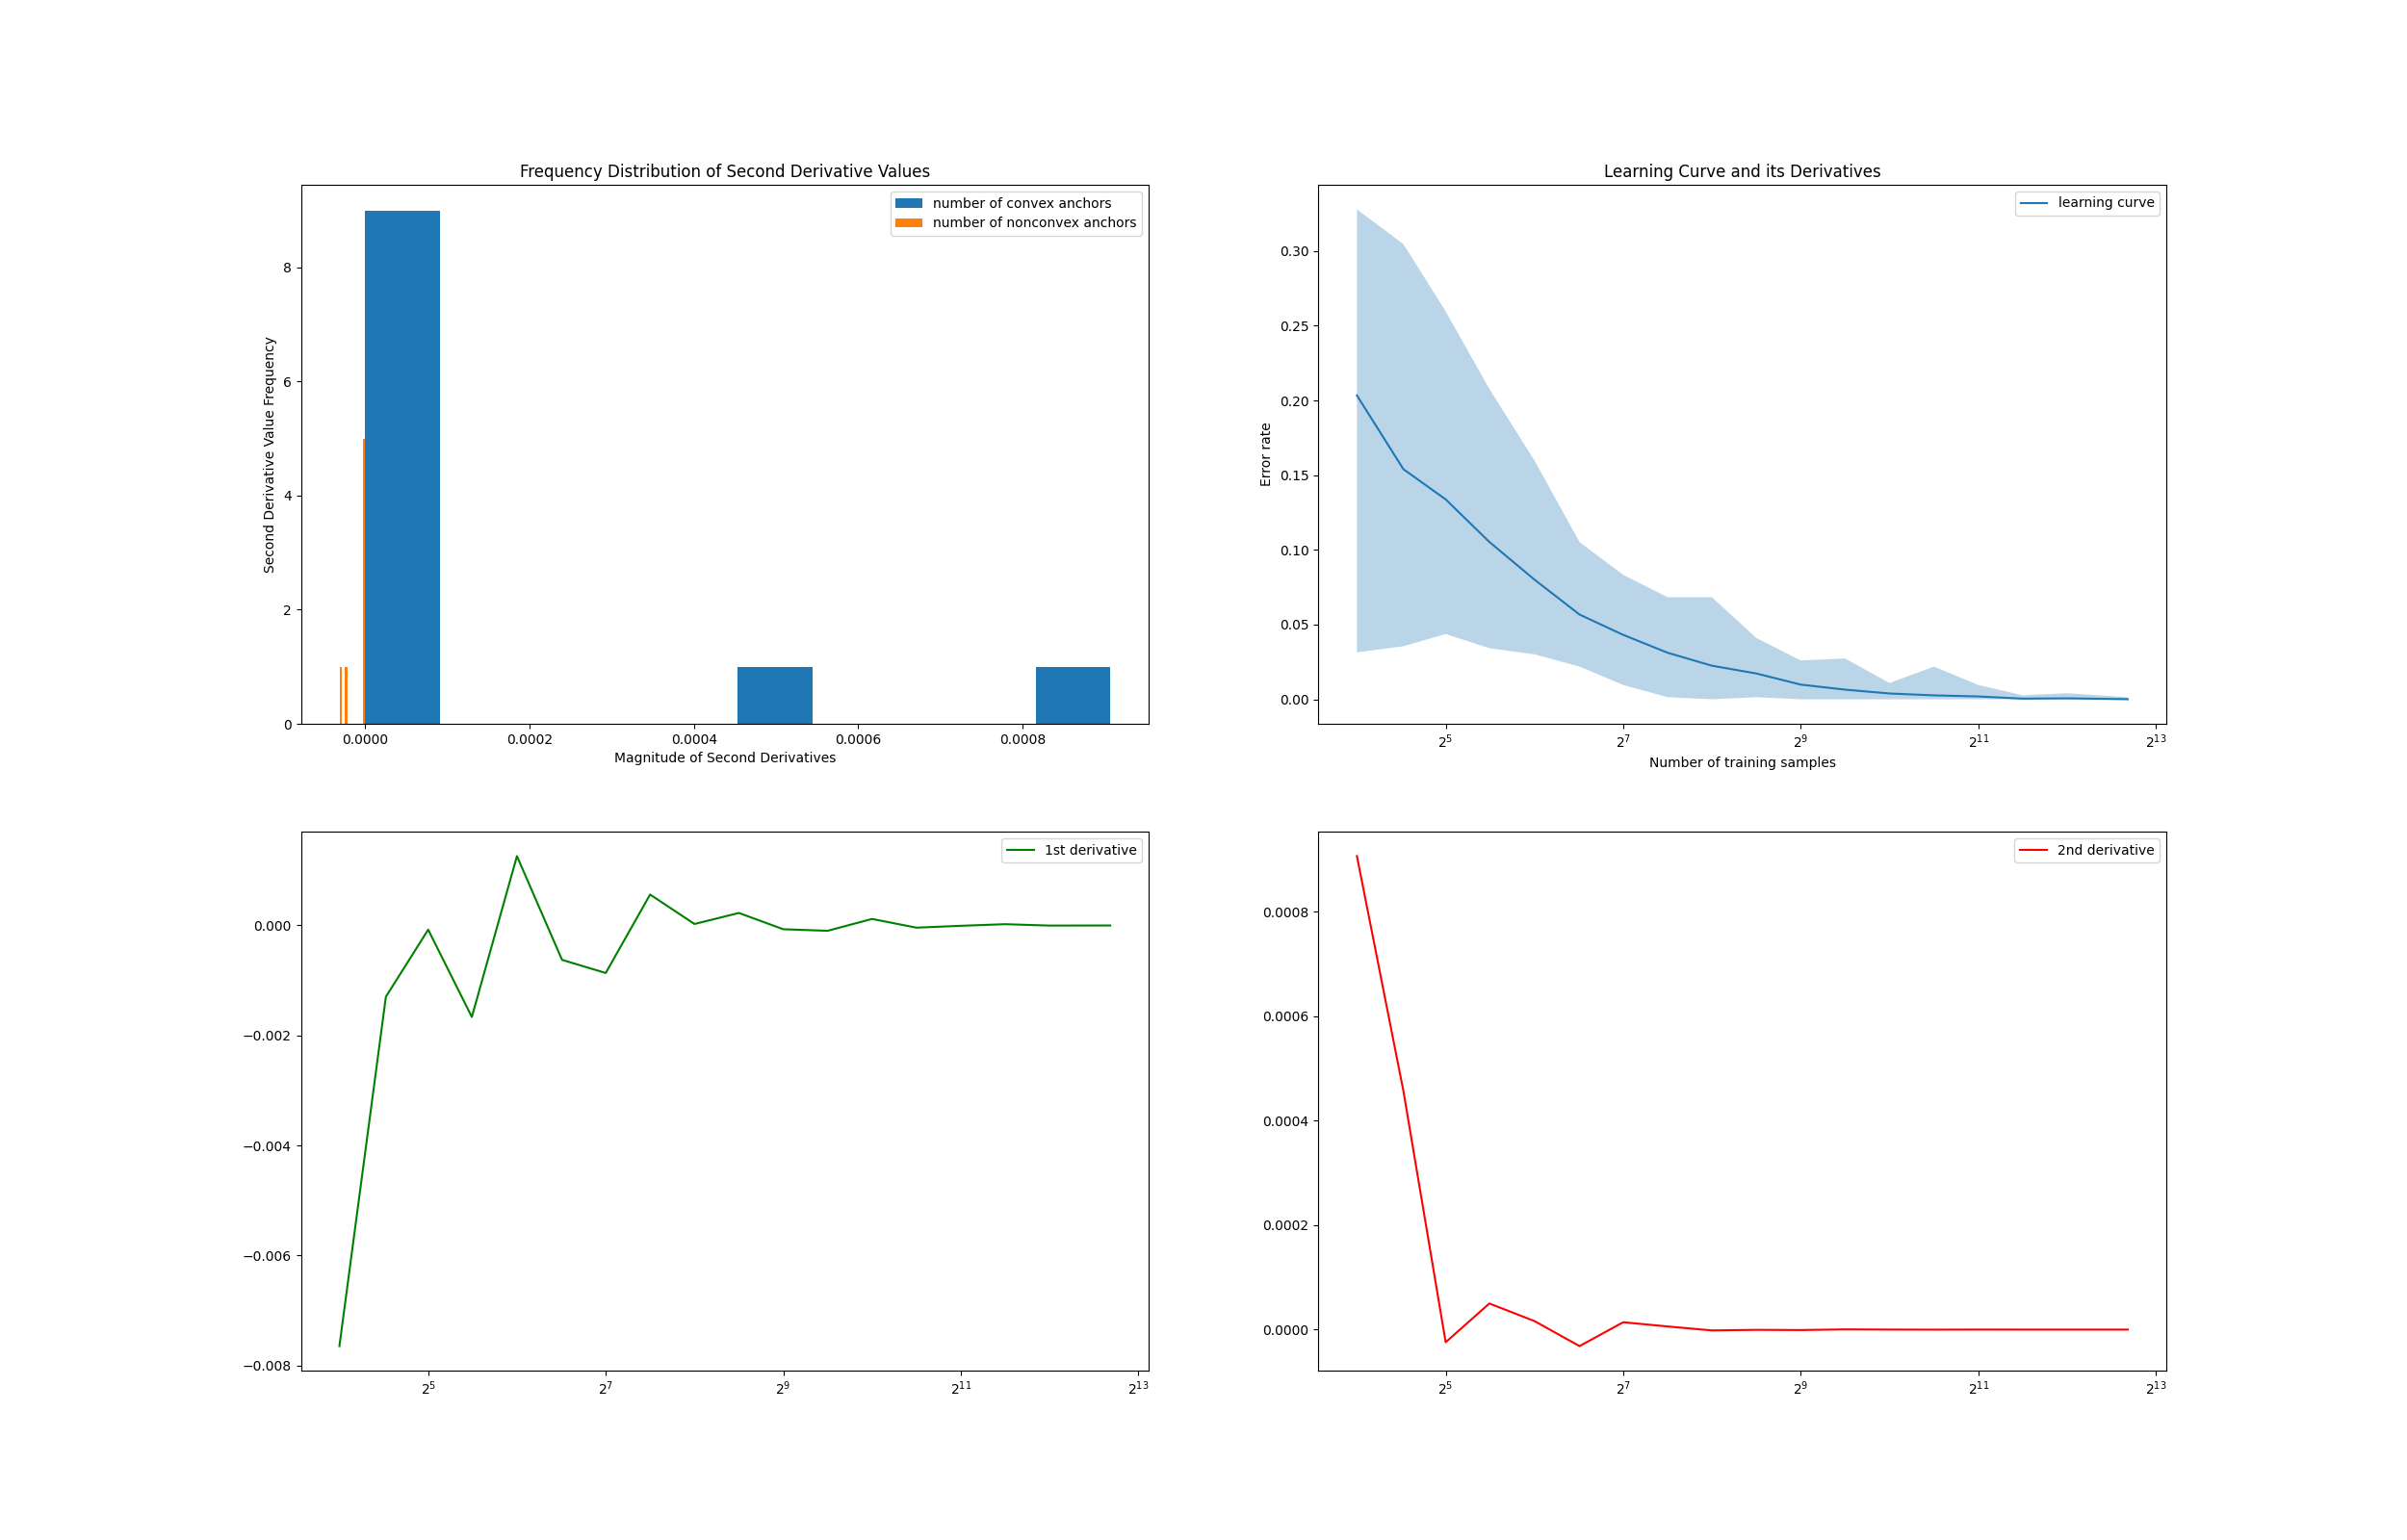 Frequency Distribution of Second Derivative Values
number of convex anchors
number of nonconvex anchors
Second Derivative Value Frequency
8
6
4
2
0
0.0000 0.0002 0.0004 0.0006 0.0008
Magnitude of Second Derivatives
Learning Curve and its Derivatives
learning curve
Error rate
0.30
0.25
0.20
0.15
0.10
0.05
0.00
2^5 2^7 2^9 2^11 2^13
Number of training samples
1st derivative
0.000
−0.002
−0.004
−0.006
−0.008
2^5 2^7 2^9 2^11 2^13
2nd derivative
0.0008
0.0006
0.0004
0.0002
0.0000
2^5 2^7 2^9 2^11 2^13